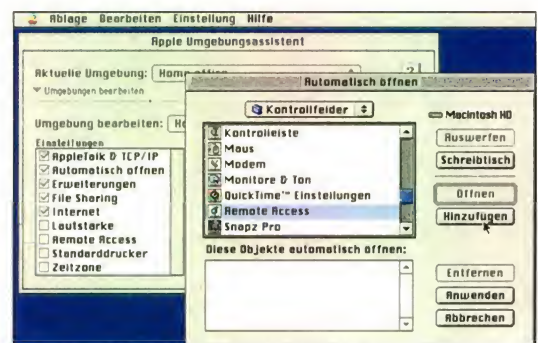 Ablage Bearbeiten Einstellung Hilfe
Apple Umgebungsassistent
Aktuelle Umgebung: Home
Umgebungen bearbeiten
Umgebung bearbeiten:
Einstellungen
AppleTalk & TCP/IP
Automatisch öffnen
Erweiterungen
File Sharing
Internet
Lautstärke
Remote Access
Standarddrucker
Zeitzone
Automatisch öffnen
Kontrollfelder
Kontrolleiste
Maus
Modem
Monitore & Ton
QuickTime™ Einstellungen
Remote Access
Snapz Pro
Diese Objekte automatisch öffnen:
Macintosh HD
Auswerfen
Schreibtisch
Öffnen
Hinzufügen
Entfernen
Anwenden
Abbrechen